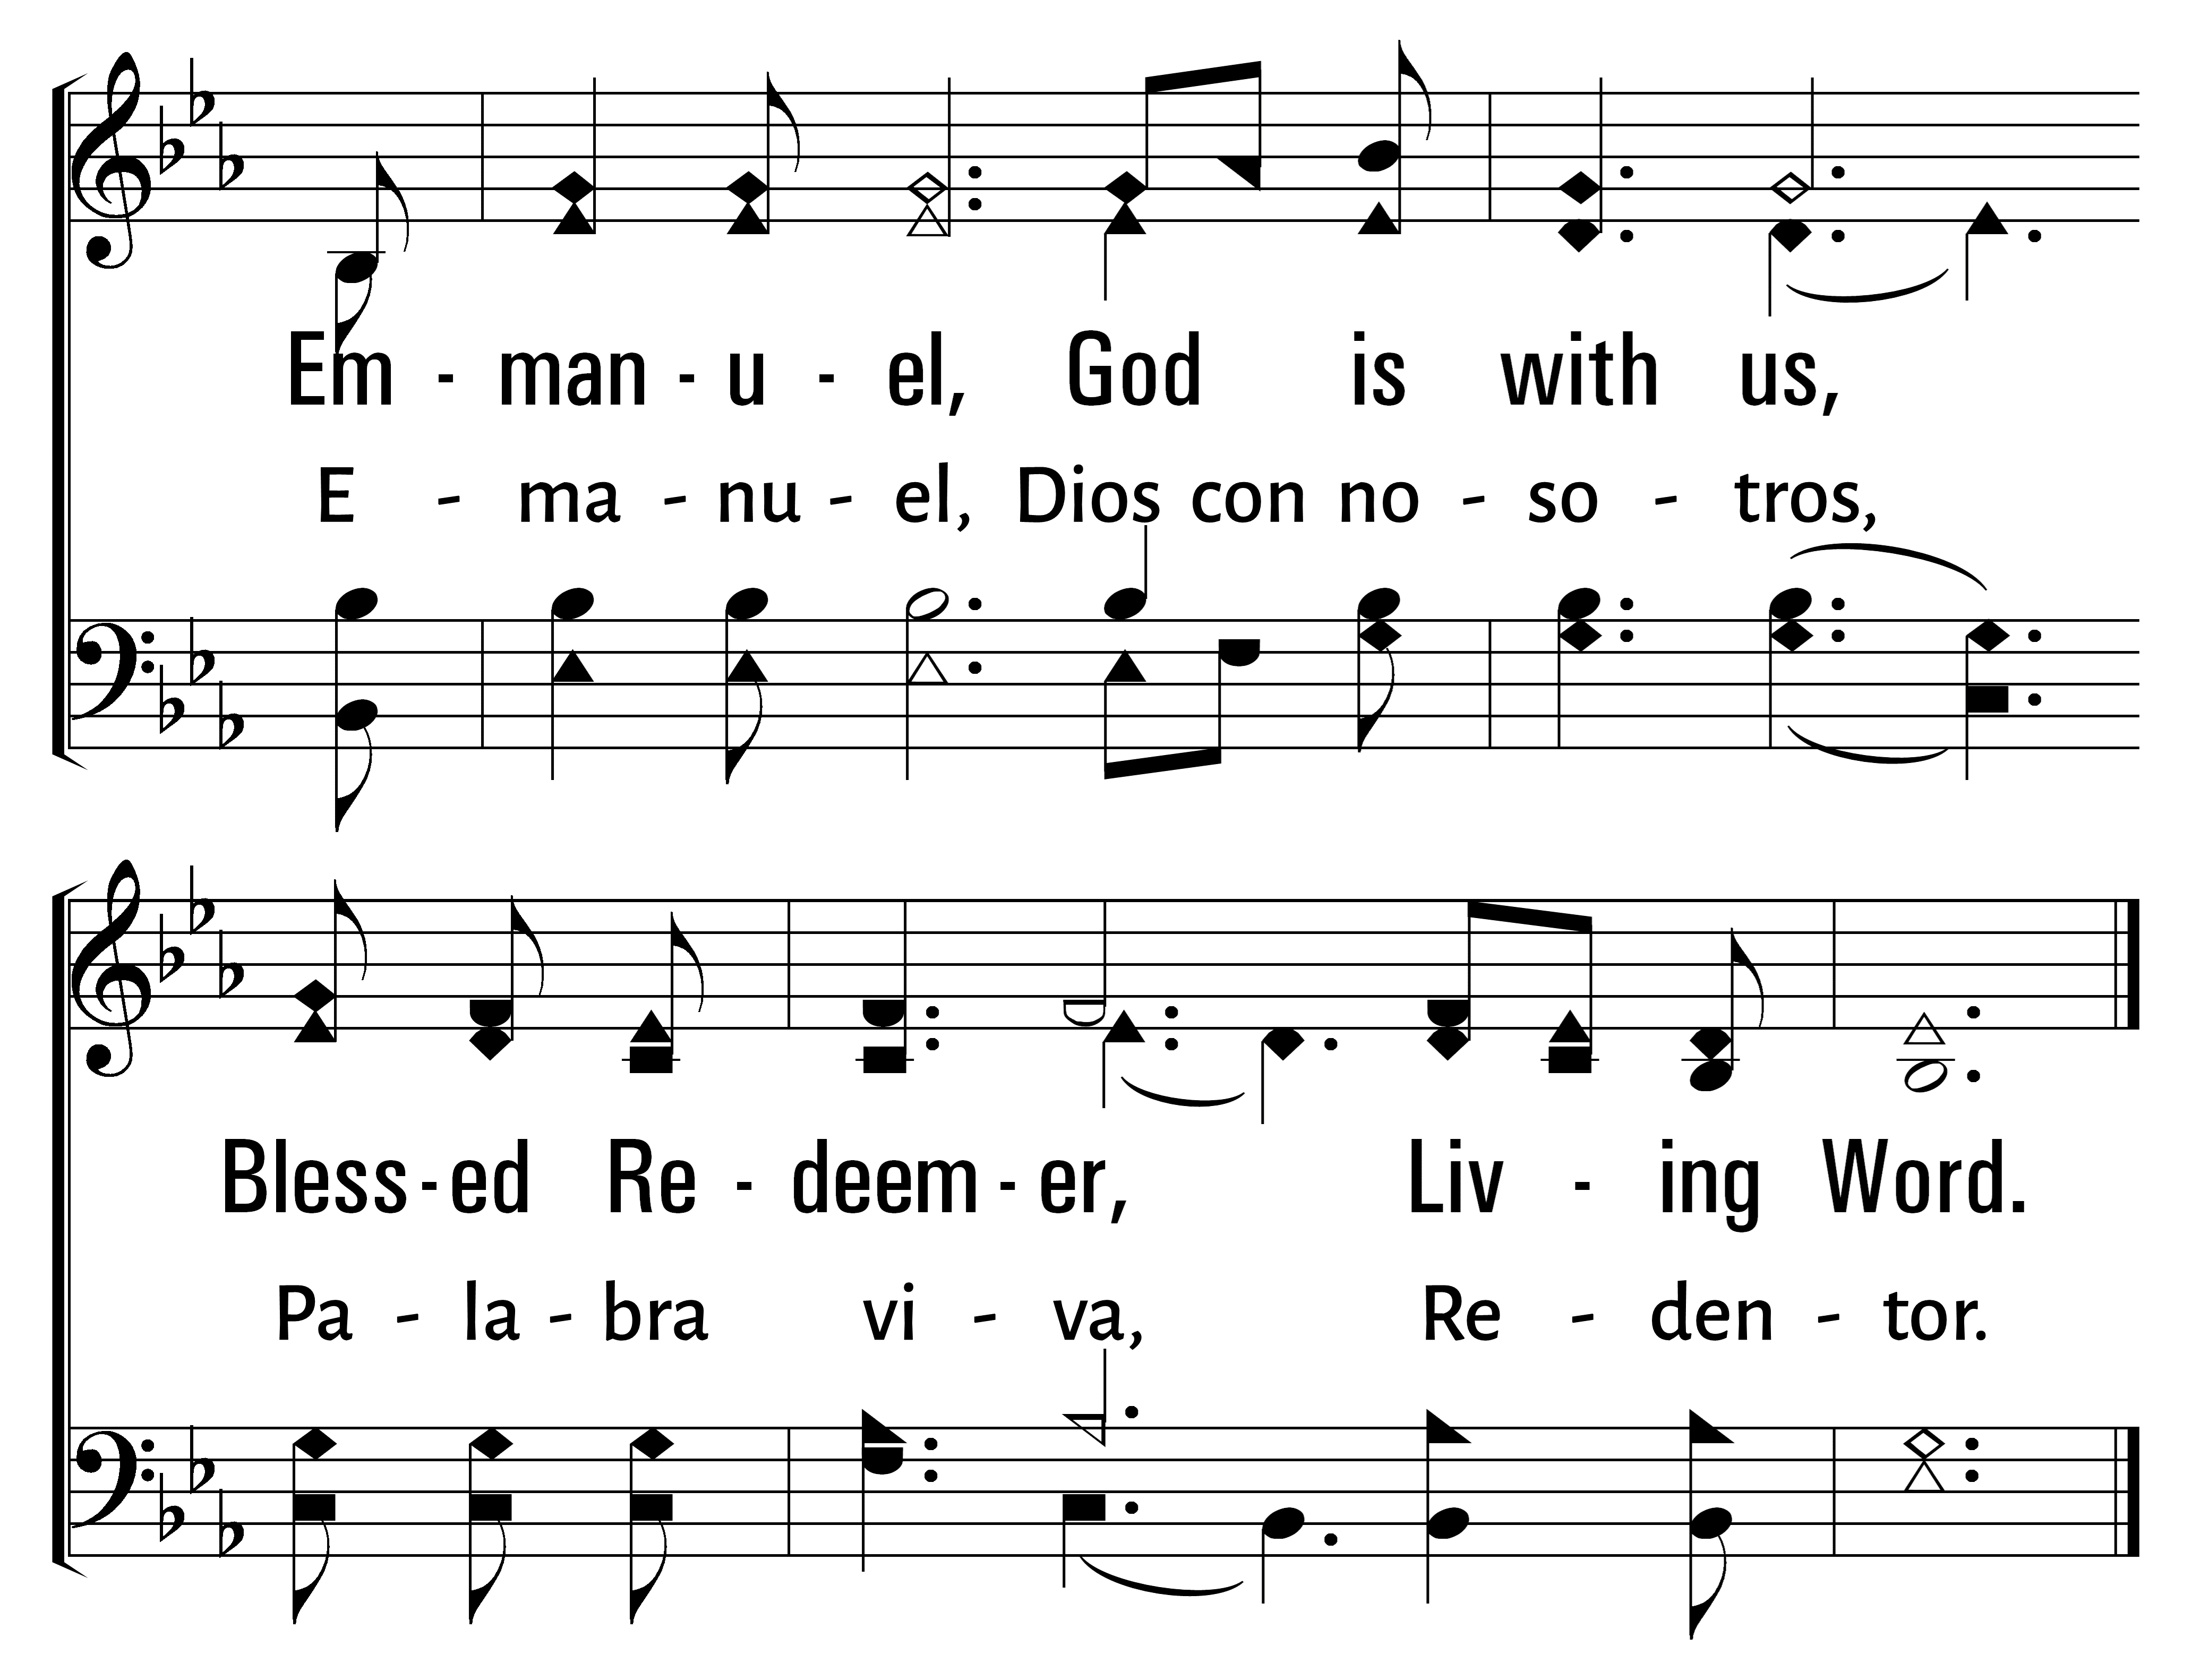 Em - man - u - el, God is with us,
E - ma - nu - el, Dios con no - so - tros,
Bless - ed Re - deem - er, Liv - ing Word.
Pa - la - bra vi - va, Re - den - tor.